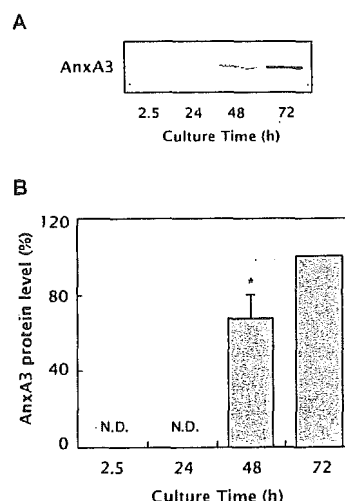 A
AnxA3
2.5 24 48 72
Culture Time (h)
B
AnxA3 protein level (%)
120
80
40
0
N.D. N.D. *
2.5 24 48 72
Culture Time (h)